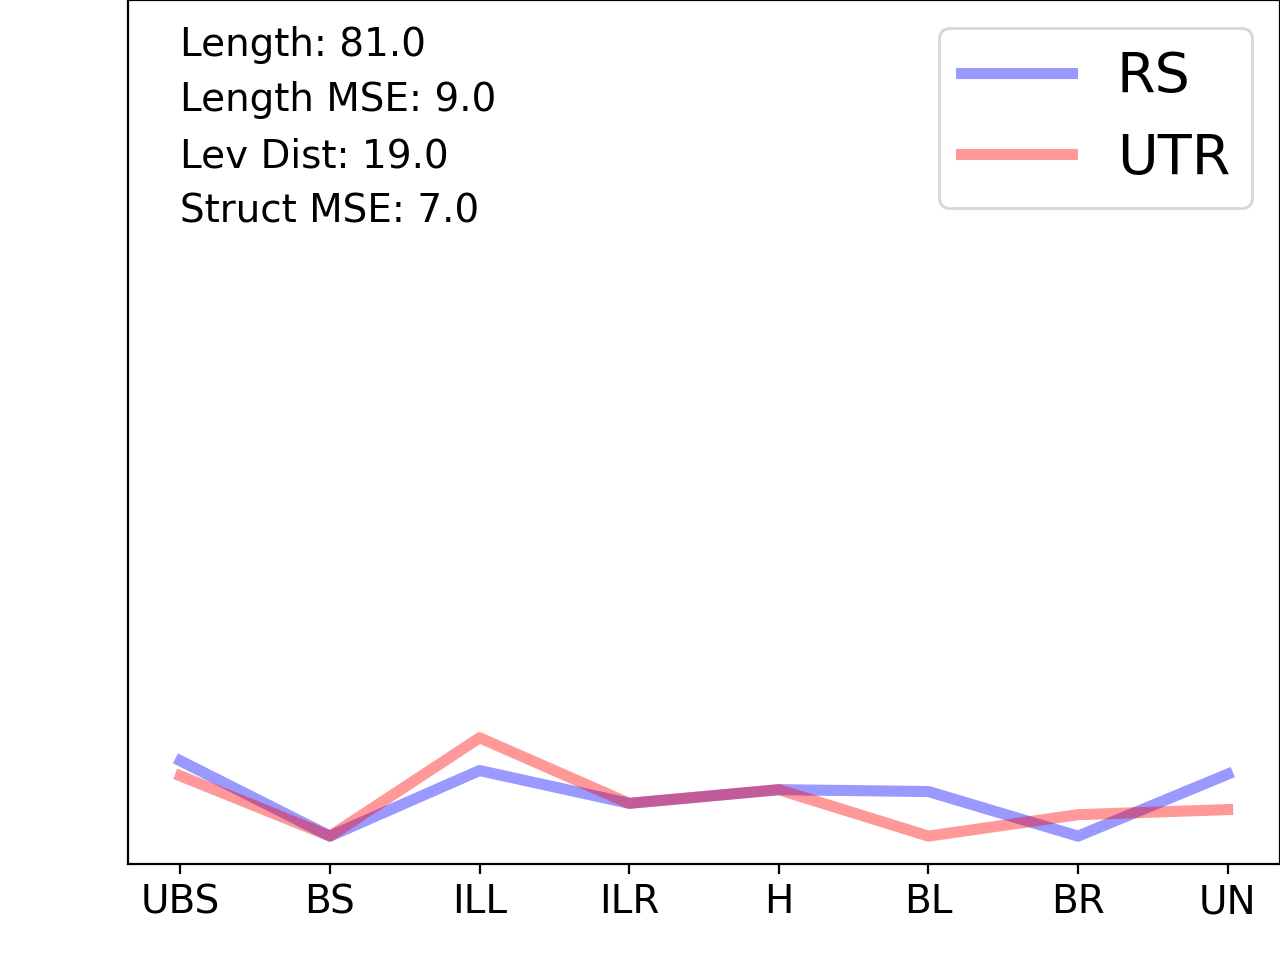 Length: 81.0
Length MSE: 9.0
Lev Dist: 19.0
Struct MSE: 7.0
RS
UTR
UBS BS ILL ILR H BL BR UN